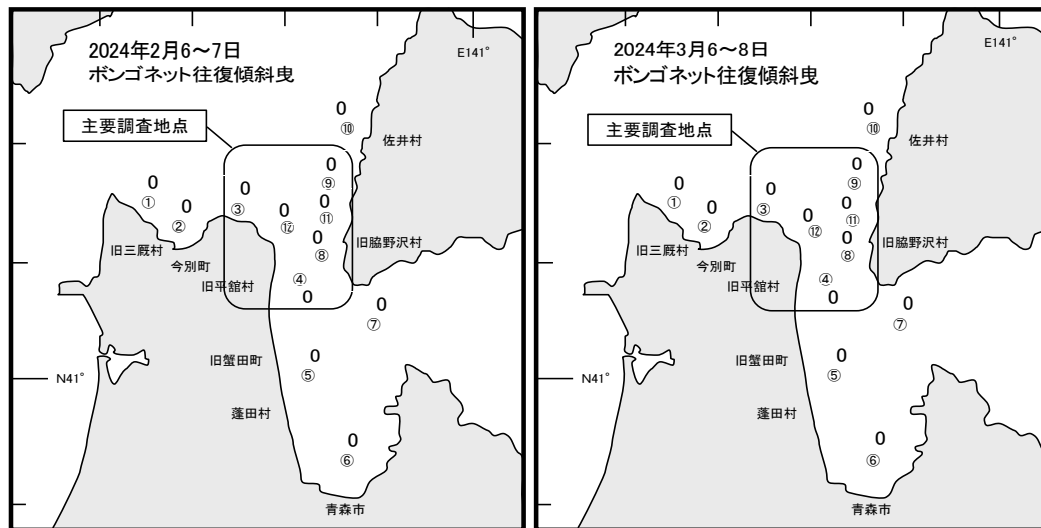 2024年2月6～7日
ボンゴネット往復傾斜曳
E141°
主要調査地点
佐井村
0
⑩
0
⑨
0
①
0
②
0
③
0
⑫
0
⑪
0
⑧
旧三厩村
今別町
旧平舘村
旧脇野沢村
④
0
0
⑦
旧蟹田町
0
⑤
N41°
蓬田村
0
⑥
青森市
2024年3月6～8日
ボンゴネット往復傾斜曳
E141°
主要調査地点
佐井村
0
⑩
0
⑨
0
①
0
②
0
③
0
⑫
0
⑪
0
⑧
旧三厩村
今別町
旧平舘村
旧脇野沢村
④
0
0
⑦
旧蟹田町
0
⑤
N41°
蓬田村
0
⑥
青森市